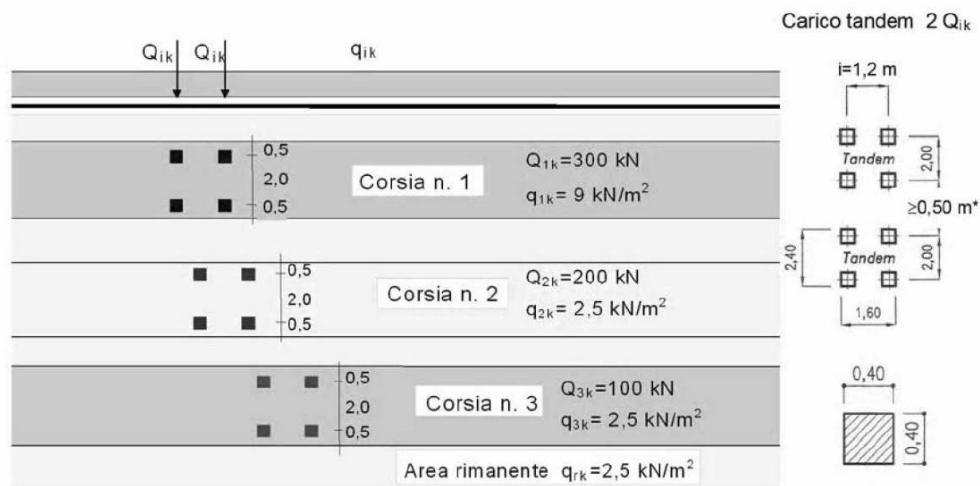 Carico tandem 2 Qik
Qik Qik qik
i=1,2 m
0,5
2,0
0,5
Corsia n. 1
Q1k=300 kN
q1k= 9 kN/m²
Tandem
2,00
≥0,50 m*
0,5
2,0
0,5
Corsia n. 2
Q2k=200 kN
q2k= 2,5 kN/m²
2,40
Tandem
2,00
1,60
0,5
2,0
0,5
Corsia n. 3
Q3k=100 kN
q3k= 2,5 kN/m²
0,40
0,40
Area rimanente qrk=2,5 kN/m²